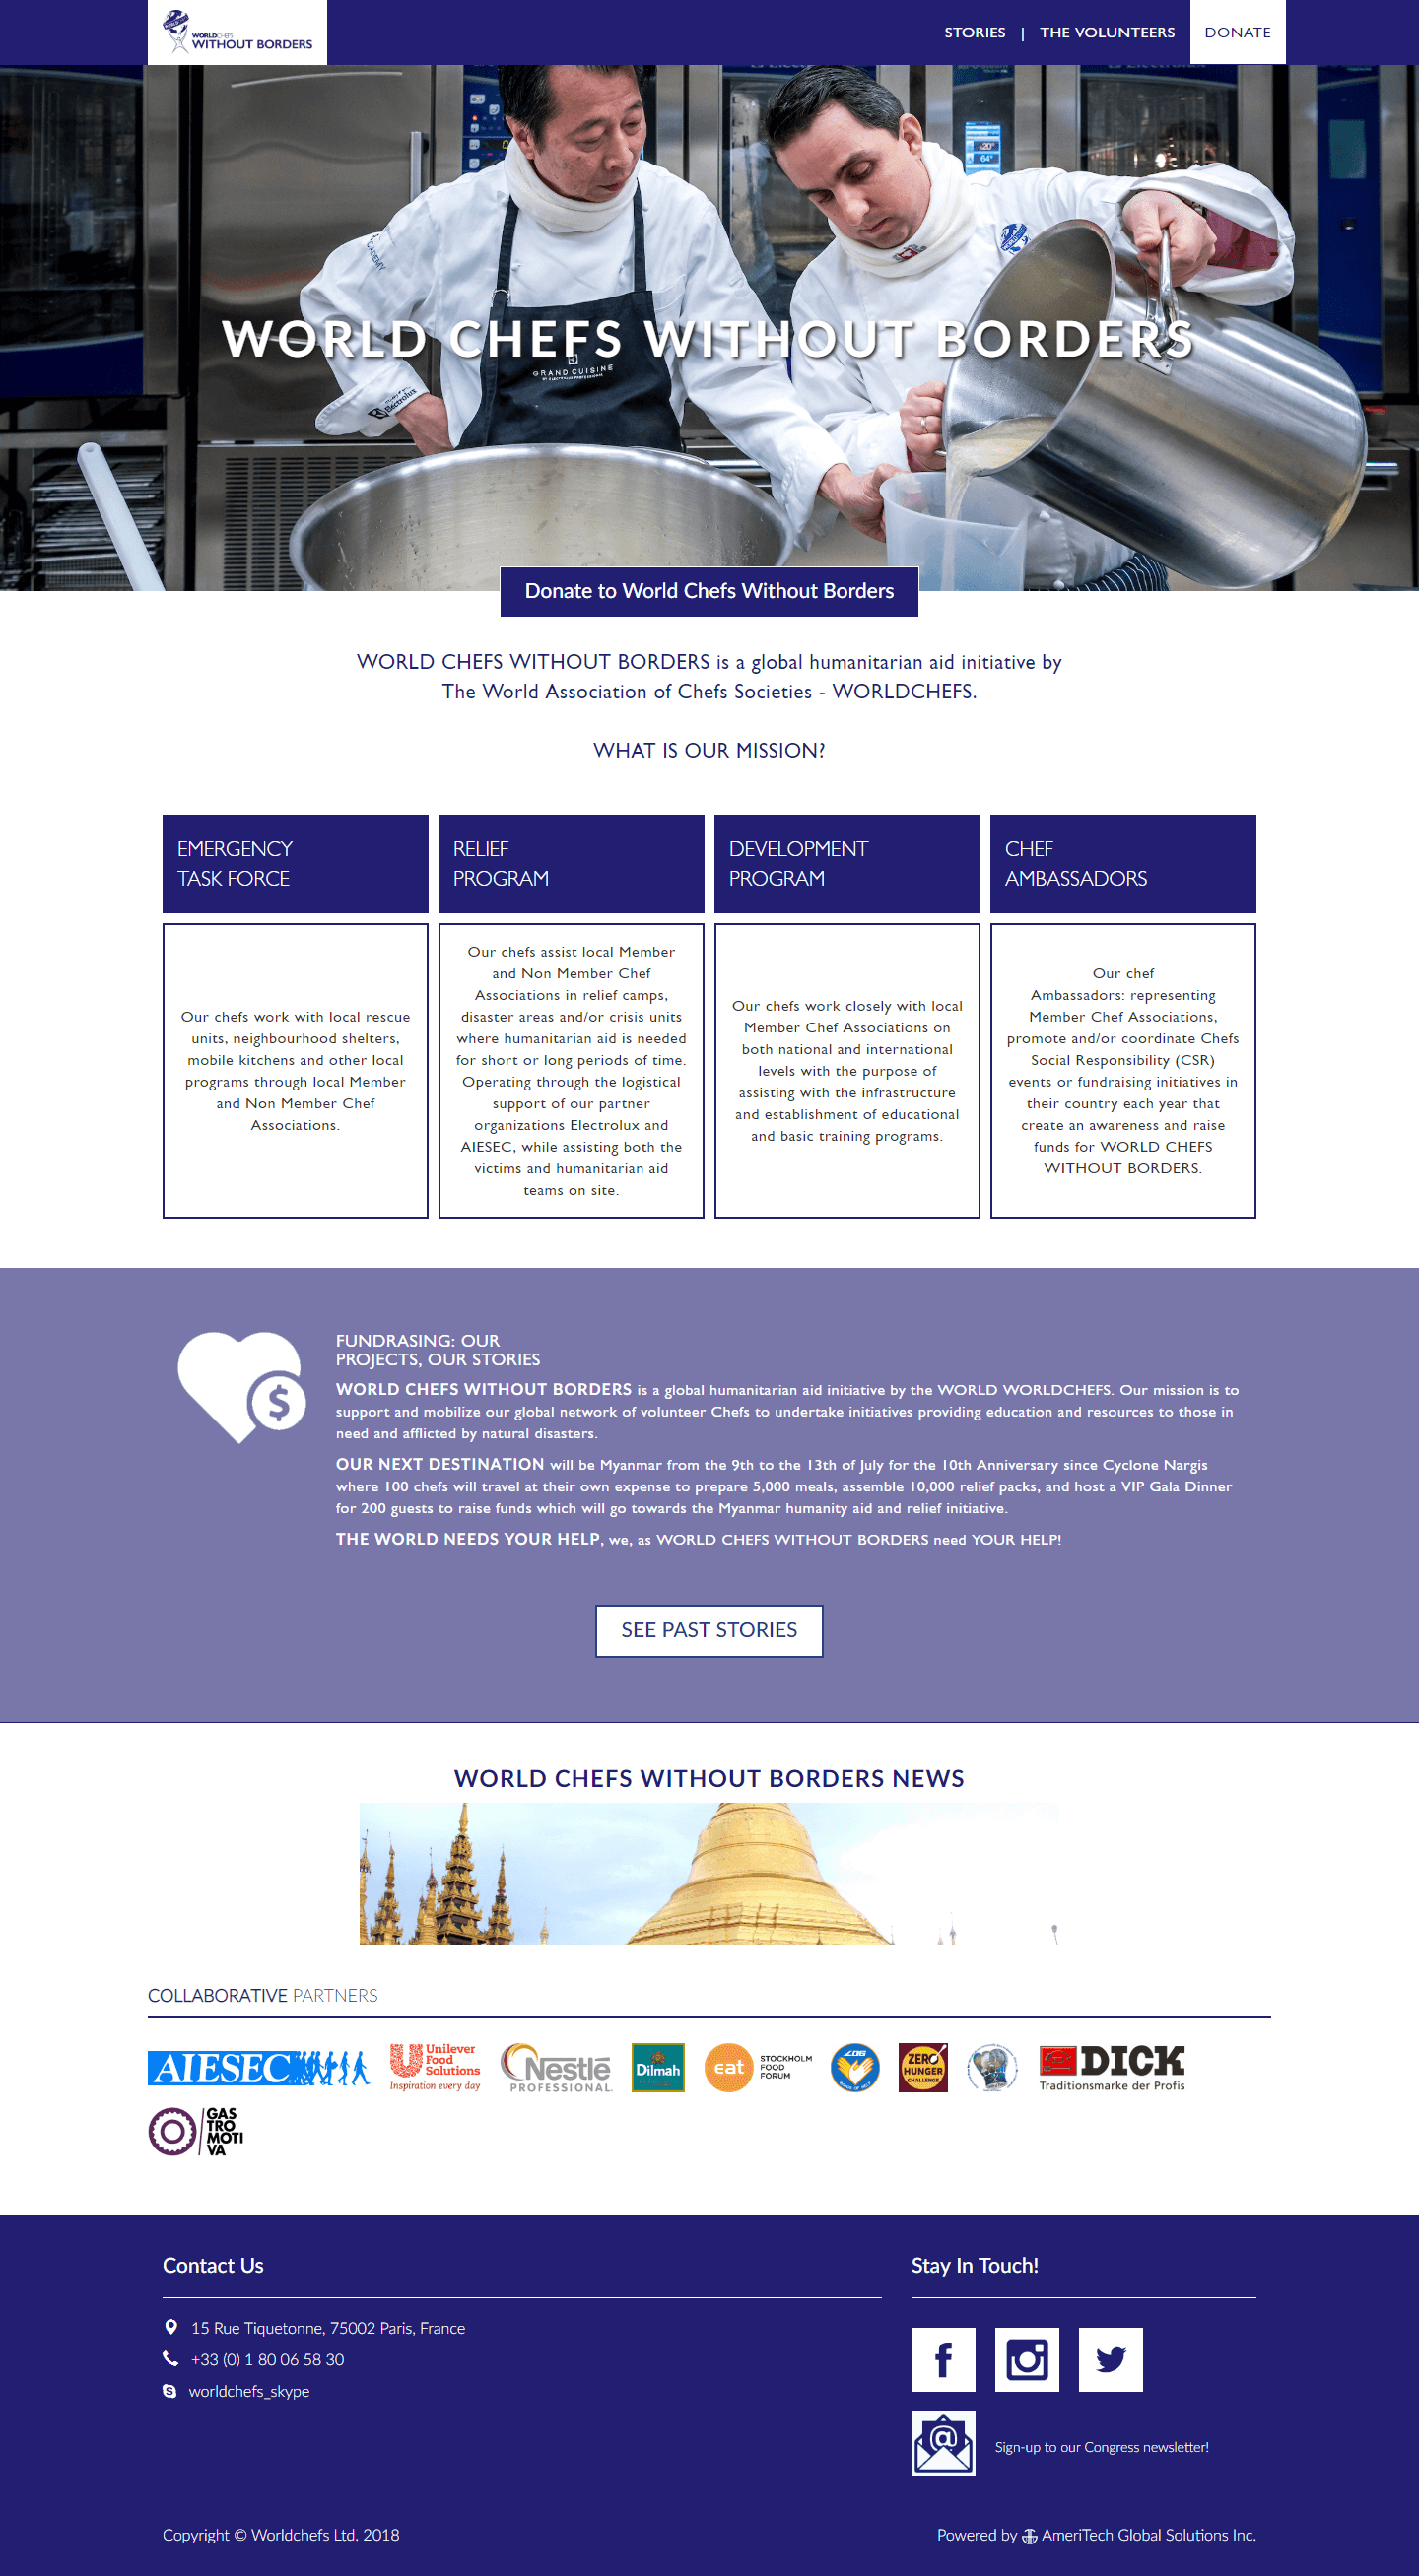 WORLDCHEFS
WITHOUT BORDERS
STORIES | THE VOLUNTEERS DONATE
ACADEMY
WORLD CHEFS WITHOUT BORDERS
GRAND CUISINE
Electrolux
Donate to World Chefs Without Borders
WORLD CHEFS WITHOUT BORDERS is a global humanitarian aid initiative by
The World Association of Chefs Societies - WORLDCHEFS.
WHAT IS OUR MISSION?
EMERGENCY
TASK FORCE
Our chefs work with local rescue
units, neighbourhood shelters,
mobile kitchens and other local
programs through local Member
and Non Member Chef
Associations.
RELIEF
PROGRAM
Our chefs assist local Member
and Non Member Chef
Associations in relief camps,
disaster areas and/or crisis units
where humanitarian aid is needed
for short or long periods of time.
Operating through the logistical
support of our partner
organizations Electrolux and
AIESEC, while assisting both the
victims and humanitarian aid
teams on site.
DEVELOPMENT
PROGRAM
Our chefs work closely with local
Member Chef Associations on
both national and international
levels with the purpose of
assisting with the infrastructure
and establishment of educational
and basic training programs.
CHEF
AMBASSADORS
Our chef
Ambassadors: representing
Member Chef Associations,
promote and/or coordinate Chefs
Social Responsibility (CSR)
events or fundraising initiatives in
their country each year that
create an awareness and raise
funds for WORLD CHEFS
WITHOUT BORDERS.
FUNDRASING: OUR
PROJECTS, OUR STORIES
WORLD CHEFS WITHOUT BORDERS is a global humanitarian aid initiative by the WORLD WORLDCHEFS. Our mission is to
support and mobilize our global network of volunteer Chefs to undertake initiatives providing education and resources to those in
need and afflicted by natural disasters.
OUR NEXT DESTINATION will be Myanmar from the 9th to the 13th of July for the 10th Anniversary since Cyclone Nargis
where 100 chefs will travel at their own expense to prepare 5,000 meals, assemble 10,000 relief packs, and host a VIP Gala Dinner
for 200 guests to raise funds which will go towards the Myanmar humanity aid and relief initiative.
THE WORLD NEEDS YOUR HELP, we, as WORLD CHEFS WITHOUT BORDERS need YOUR HELP!
SEE PAST STORIES
WORLD CHEFS WITHOUT BORDERS NEWS
COLLABORATIVE PARTNERS
AIESEC
Unilever
Food
Solutions
Inspiration every day
Nestlé
PROFESSIONAL
Dilmah
eat
STOCKHOLM
FOOD
FORUM
ZERO
HUNGER
CHALLENGE
DICK
Traditionsmarke der Profis
GAS
TRO
MOTI
VA
Contact Us
15 Rue Tiquetonne, 75002 Paris, France
+33 (0) 1 80 06 58 30
worldchefs_skype
Stay In Touch!
Sign-up to our Congress newsletter!
Copyright © Worldchefs Ltd. 2018
Powered by AmeriTech Global Solutions Inc.